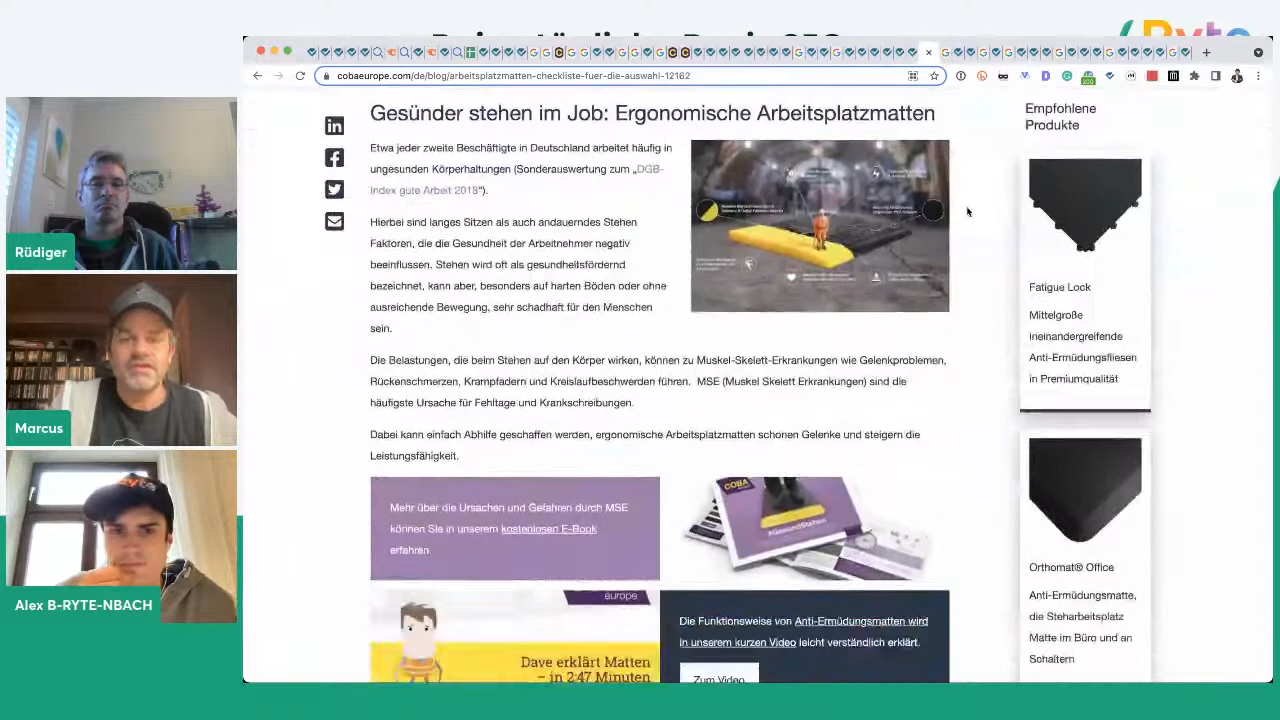 Ryte
cobaeurope.com/de/blog/arbeitsplatzmatten-checkliste-fuer-die-auswahl-12162
Rüdiger
Marcus
Alex B-RYTE-NBACH
Gesünder stehen im Job: Ergonomische Arbeitsplatzmatten
Etwa jeder zweite Beschäftigte in Deutschland arbeitet häufig in
ungesunden Körperhaltungen (Sonderauswertung zum „DGB-
Index gute Arbeit 2018“).
Hierbei sind langes Sitzen als auch andauerndes Stehen
Faktoren, die die Gesundheit der Arbeitnehmer negativ
beeinflussen. Stehen wird oft als gesundheitsfördernd
bezeichnet, kann aber, besonders auf harten Böden oder ohne
ausreichende Bewegung, sehr schadhaft für den Menschen
sein.
Die Belastungen, die beim Stehen auf den Körper wirken, können zu Muskel-Skelett-Erkrankungen wie Gelenkproblemen,
Rückenschmerzen, Krampfadern und Kreislaufbeschwerden führen. MSE (Muskel Skelett Erkrankungen) sind die
häufigste Ursache für Fehltage und Krankschreibungen.
Dabei kann einfach Abhilfe geschaffen werden, ergonomische Arbeitsplatzmatten schonen Gelenke und steigern die
Leistungsfähigkeit.
Mehr über die Ursachen und Gefahren durch MSE
können Sie in unserem kostenlosen E-Book
erfahren.
COBA
#GesundStehen
europe
Dave erklärt Matten
– in 2:47 Minuten
Die Funktionsweise von Anti-Ermüdungsmatten wird
in unserem kurzen Video leicht verständlich erklärt.
Zum Video
Empfohlene
Produkte
Fatigue Lock
Mittelgroße
ineinandergreifende
Anti-Ermüdungsfliesen
in Premiumqualität
Orthomat® Office
Anti-Ermüdungsmatte,
die Steharbeitsplatz
Matte im Büro und an
Schaltern